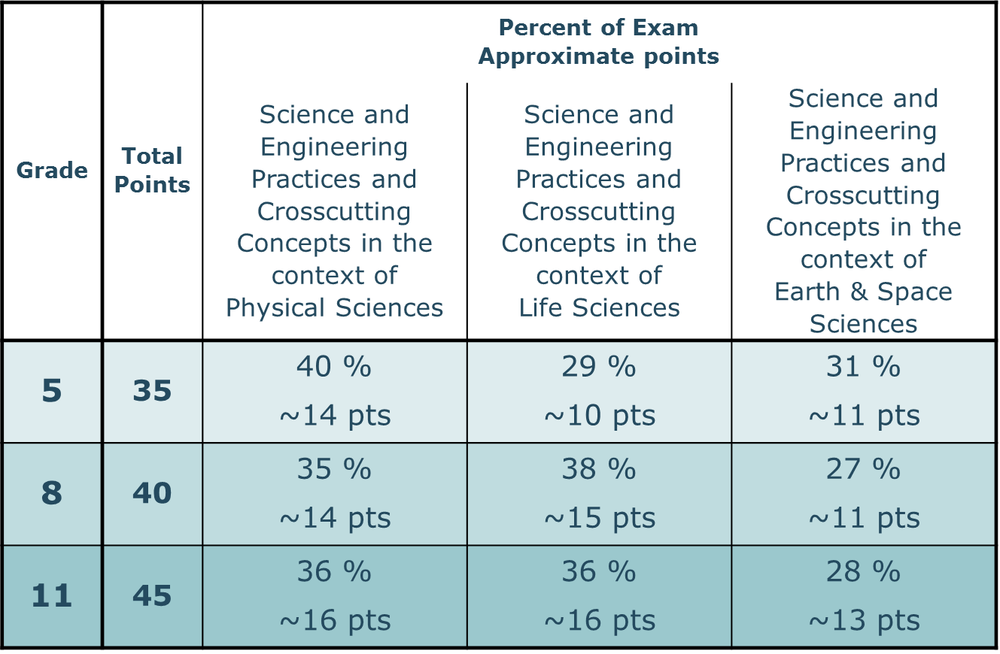 Grade
Total
Points
Percent of Exam
Approximate points
Science and
Engineering
Practices and
Crosscutting
Concepts in the
context of
Physical Sciences
Science and
Engineering
Practices and
Crosscutting
Concepts in the
context of
Life Sciences
Science and
Engineering
Practices and
Crosscutting
Concepts in the
context of
Earth & Space
Sciences
5
35
40 %
~14 pts
29 %
~10 pts
31 %
~11 pts
8
40
35 %
~14 pts
38 %
~15 pts
27 %
~11 pts
11
45
36 %
~16 pts
36 %
~16 pts
28 %
~13 pts